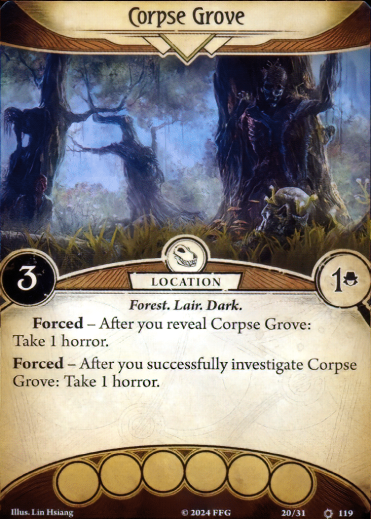 Corpse Grove
3
1
LOCATION
Forest. Lair. Dark.
Forced – After you reveal Corpse Grove:
Take 1 horror.
Forced – After you successfully investigate Corpse
Grove: Take 1 horror.
Illus. Lin Hsiang © 2024 FFG 20/31 119